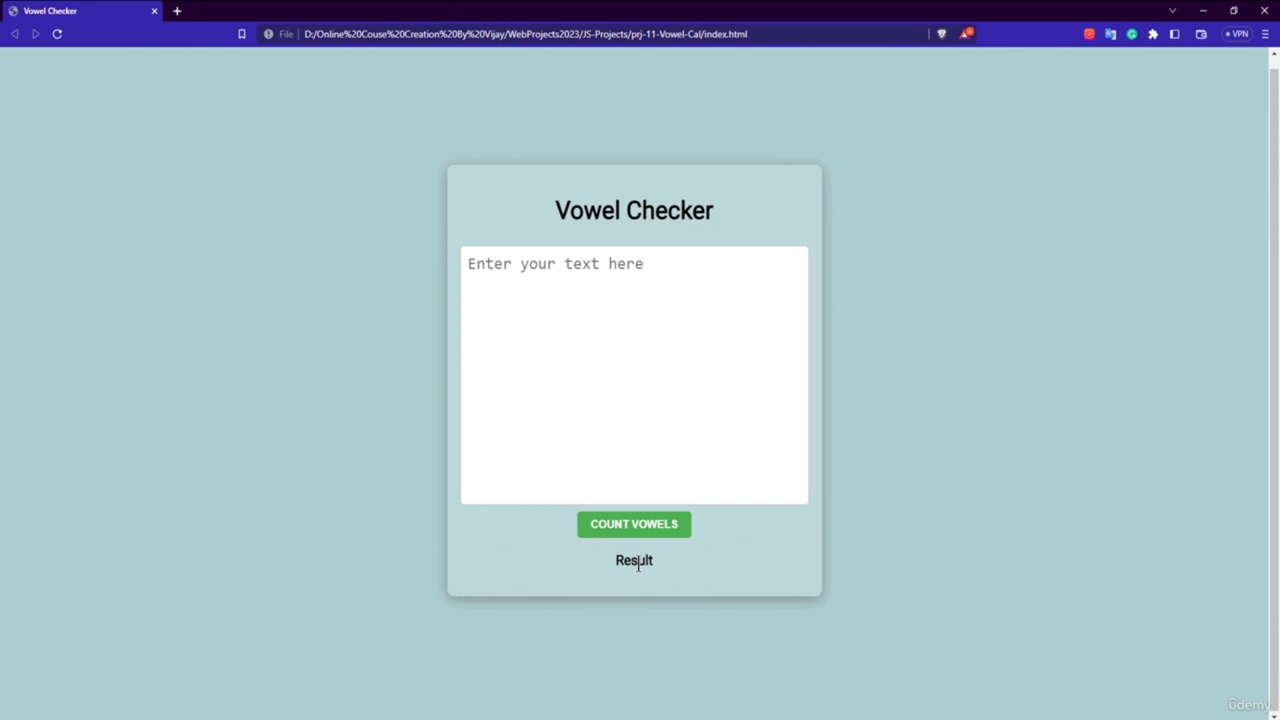 Vowel Checker
File
D:/Online%20Couse%20Creation%20By%20Vijay/WebProjects2023/JS-Projects/prj-11-Vowel-Cal/index.html
VPN
Vowel Checker
Enter your text here
COUNT VOWELS
Result
ûdemy